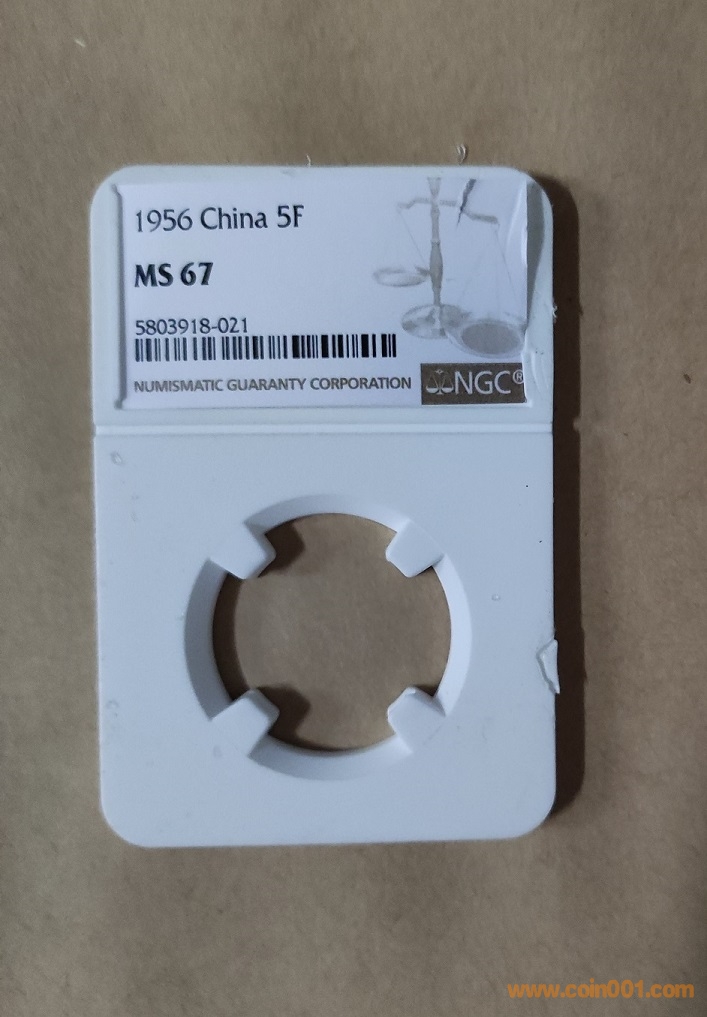 1956 China 5F
MS 67
5803918-021
NUMISMATIC GUARANTY CORPORATION
NGC®
www.coin001.com